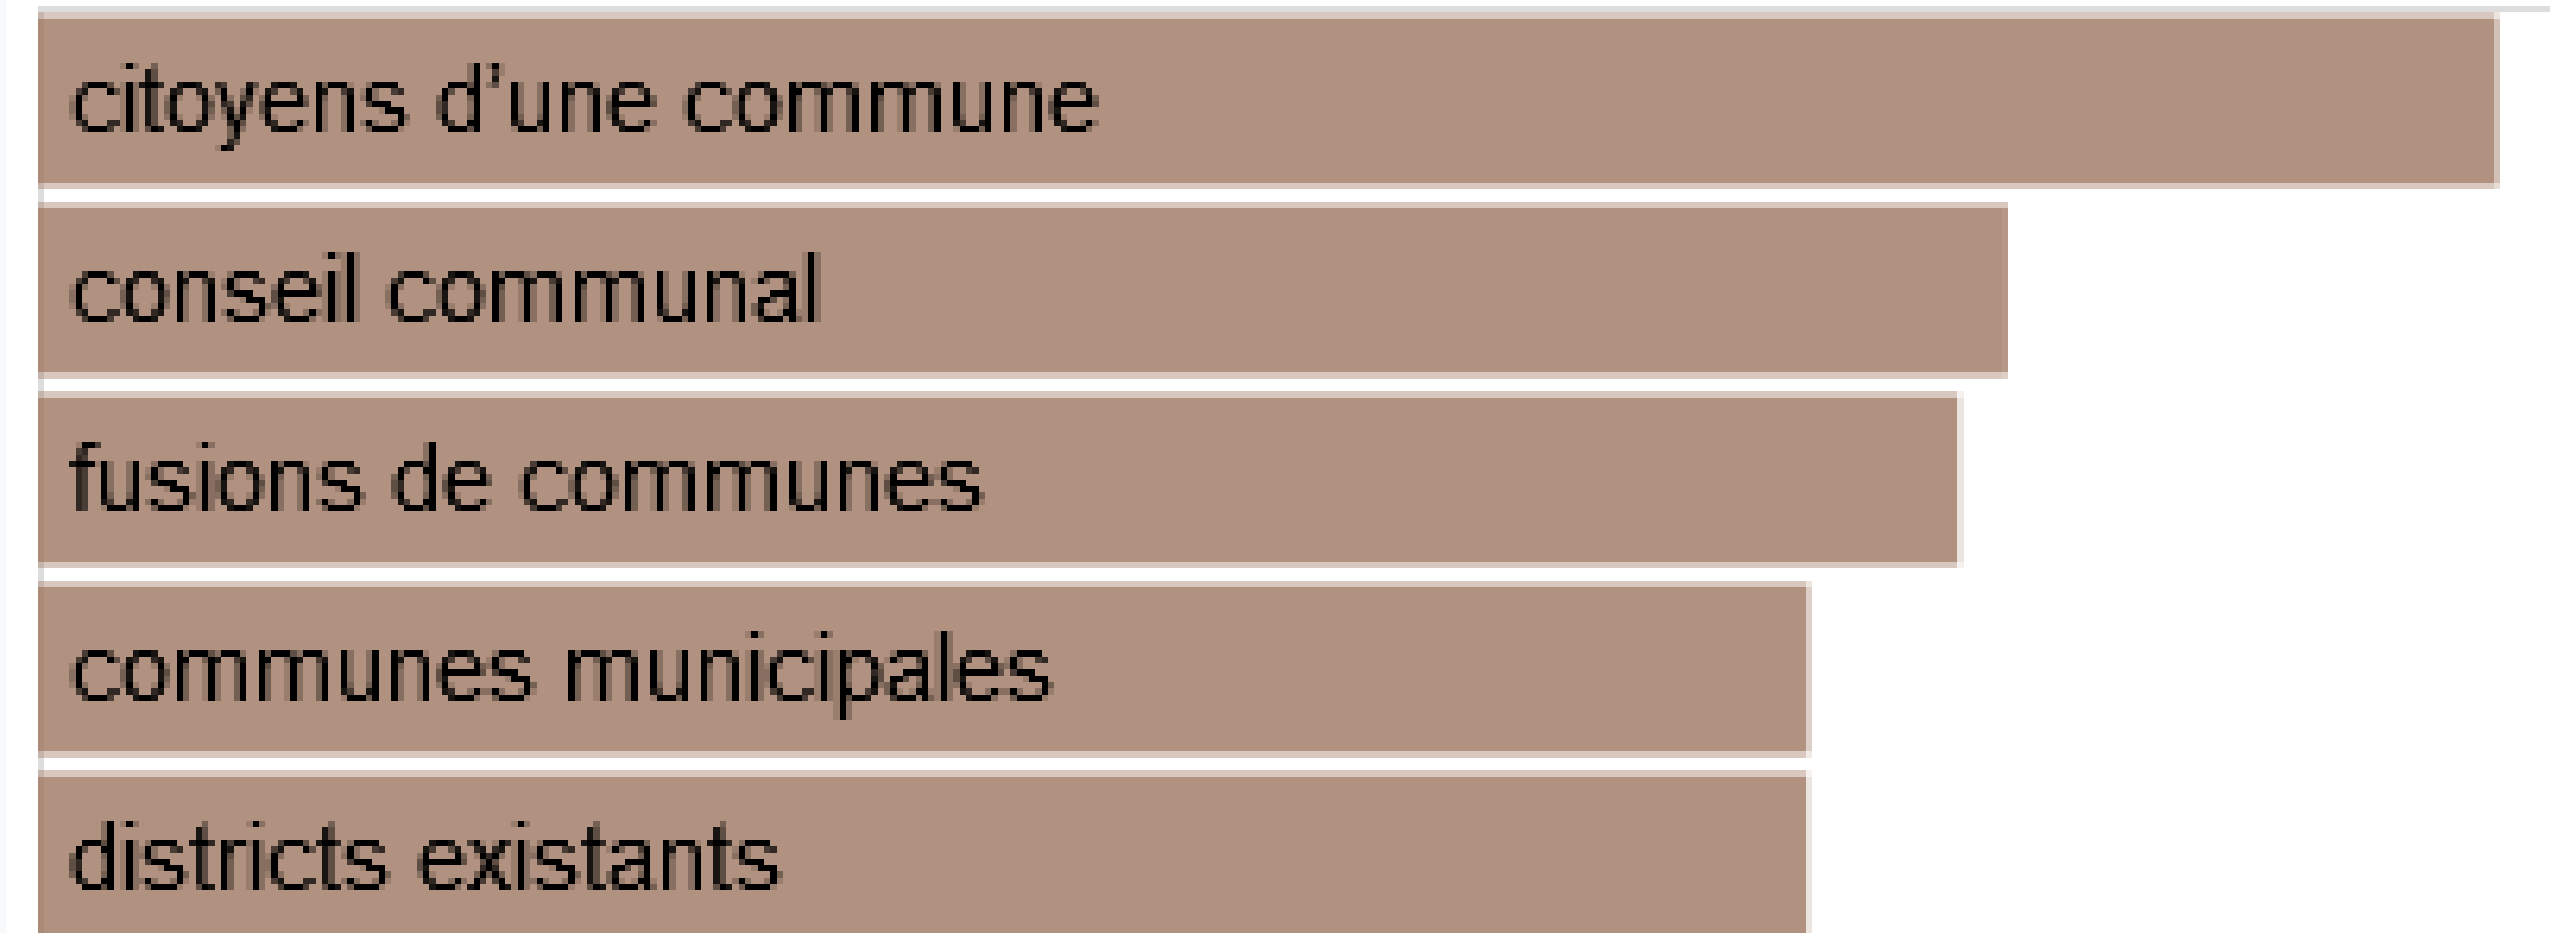 citoyens d’une commune
conseil communal
fusions de communes
communes municipales
districts existants